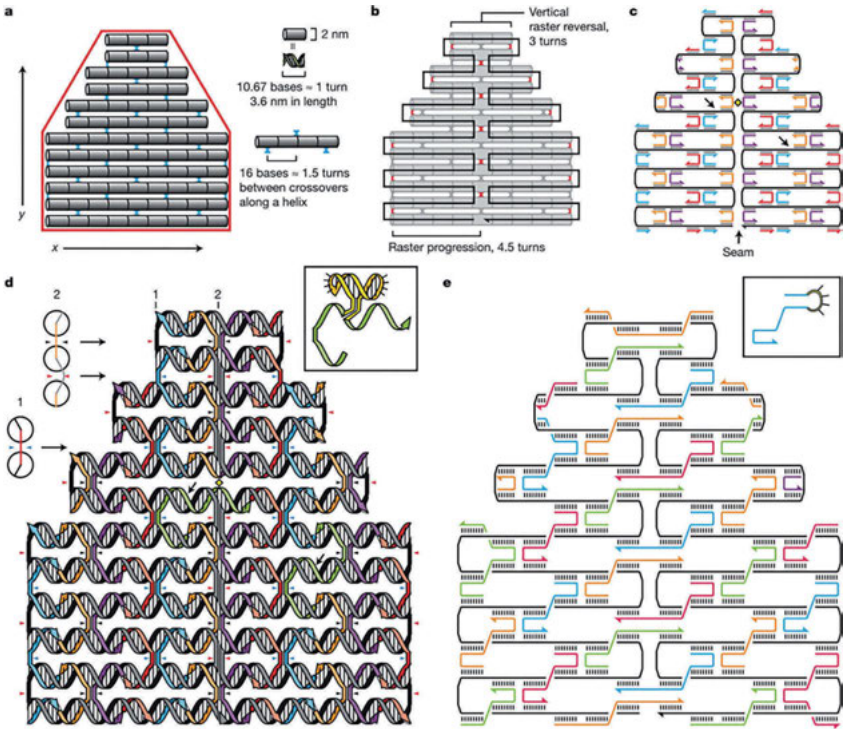 a
2 nm
10.67 bases ≈ 1 turn
3.6 nm in length
16 bases ≈ 1.5 turns
between crossovers
along a helix
y
x
b
Vertical
raster reversal,
3 turns
Raster progression, 4.5 turns
c
Seam
d
2
1
1
2
e